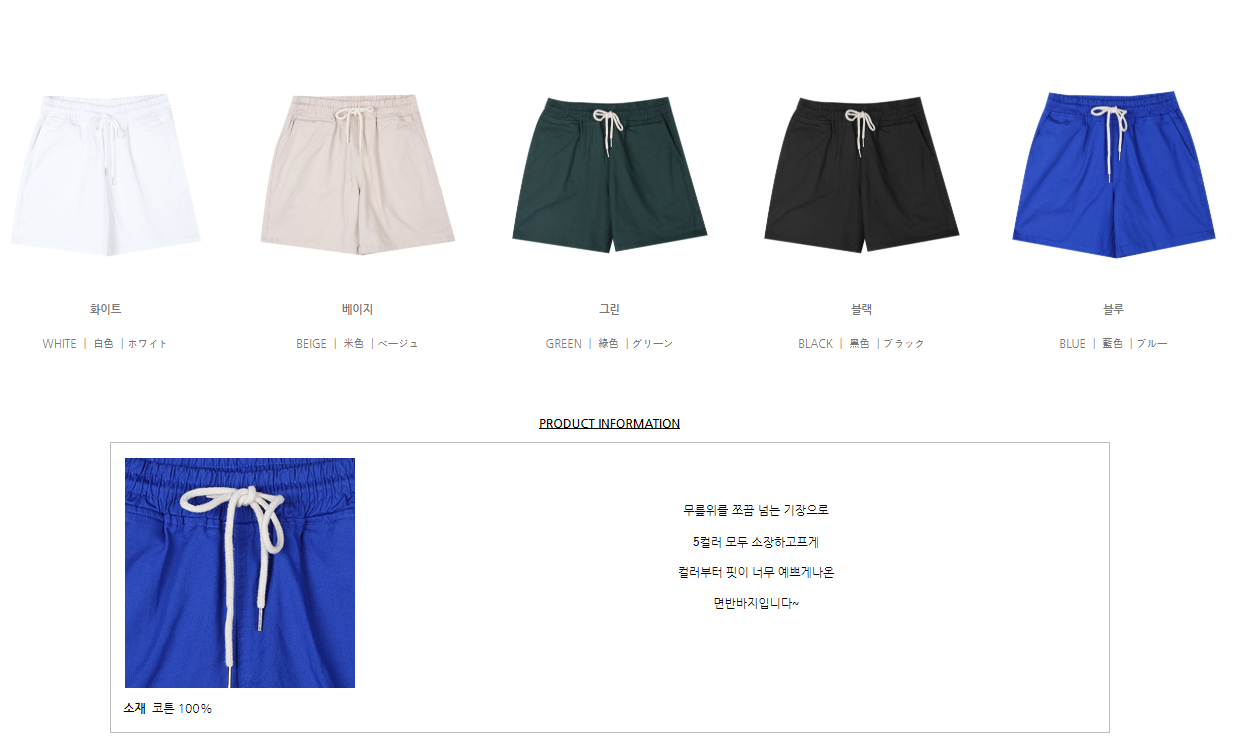 화이트 베이지 그린 블랙 블루
WHITE | 白色 | ホワイト BEIGE | 米色 | ベージュ GREEN | 綠色 | グリーン BLACK | 黑色 | ブラック BLUE | 藍色 | ブルー
PRODUCT INFORMATION
무릎위를 쪼끔 넘는 기장으로
5컬러 모두 소장하고프게
컬러부터 핏이 너무 예쁘게나온
면반바지입니다~
소재 코튼 100%